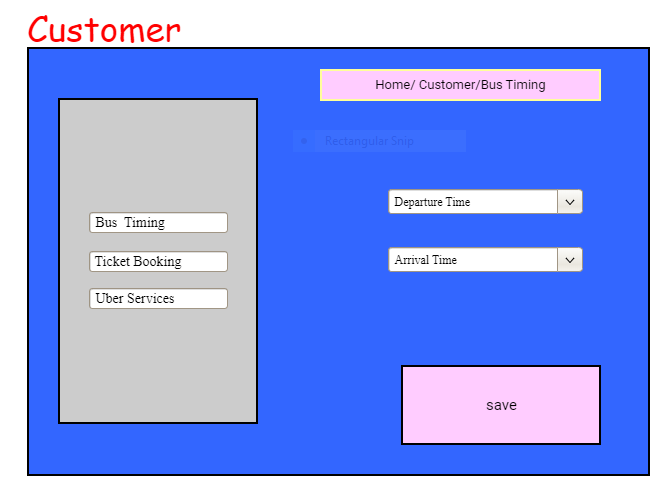 Customer
Home/ Customer/Bus Timing
Rectangular Snip
Departure Time
Bus  Timing
Ticket Booking
Arrival Time
Uber Services
save